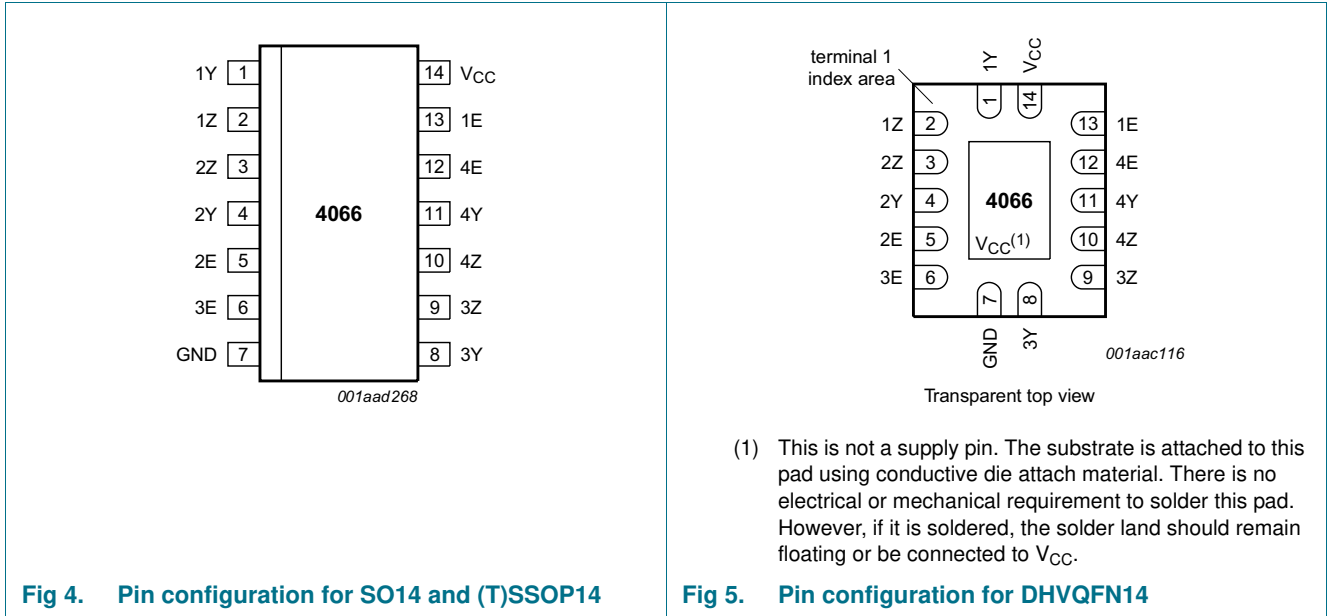 1Y 1
14 VCC
1Z 2
13 1E
2Z 3
12 4E
2Y 4
4066
11 4Y
2E 5
10 4Z
3E 6
9 3Z
GND 7
8 3Y
001aad268
Fig 4. Pin configuration for SO14 and (T)SSOP14
terminal 1
index area
1Y
VCC
1
14
1Z 2
13 1E
2Z 3
12 4E
2Y 4
4066
11 4Y
2E 5
VCC(1)
10 4Z
3E 6
9 3Z
7
8
GND
3Y
001aac116
Transparent top view
(1) This is not a supply pin. The substrate is attached to this
pad using conductive die attach material. There is no
electrical or mechanical requirement to solder this pad.
However, if it is soldered, the solder land should remain
floating or be connected to VCC.
Fig 5. Pin configuration for DHVQFN14